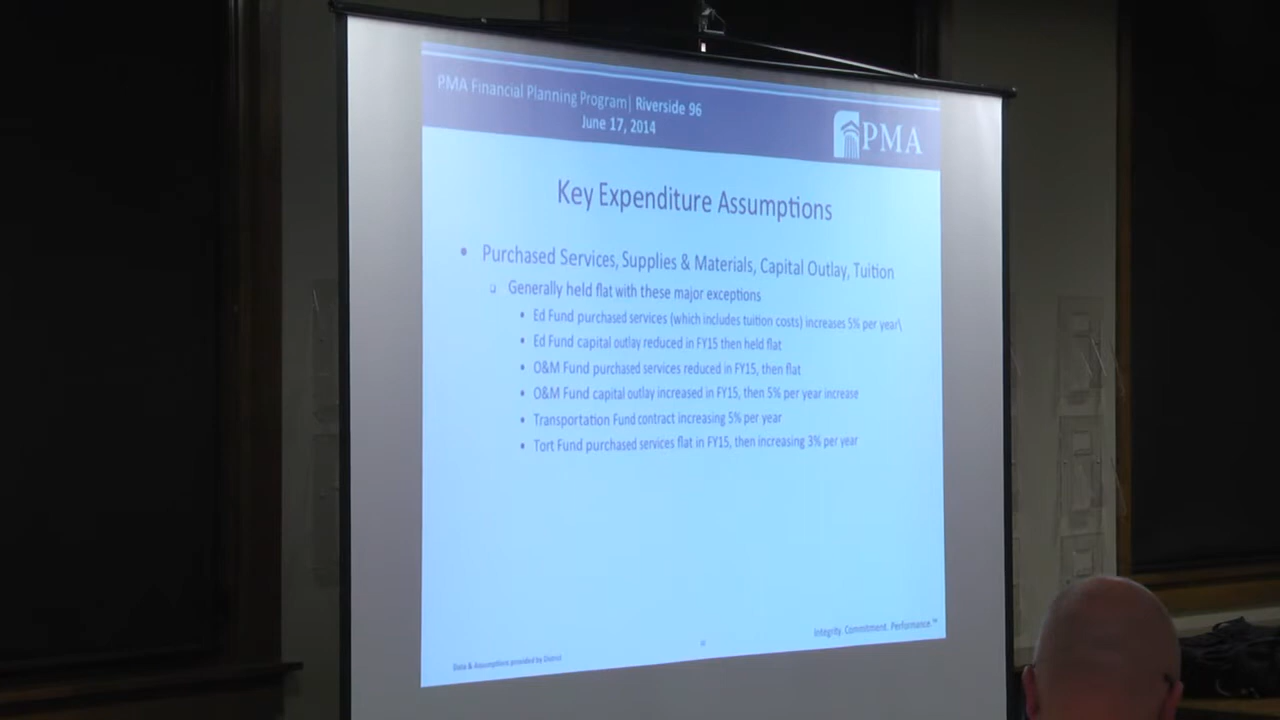 PMA Financial Planning Program| Riverside 96
June 17, 2014
PMA
Key Expenditure Assumptions
• Purchased Services, Supplies & Materials, Capital Outlay, Tuition
❑ Generally held flat with these major exceptions
• Ed Fund purchased services (which includes tuition costs) increases 5% per year\
• Ed Fund capital outlay reduced in FY15 then held flat
• O&M Fund purchased services reduced in FY15, then flat
• O&M Fund capital outlay increased in FY15, then 5% per year increase
• Transportation Fund contract increasing 5% per year
• Tort Fund purchased services flat in FY15, then increasing 3% per year
Integrity. Commitment. Performance.™
Data & Assumptions provided by District